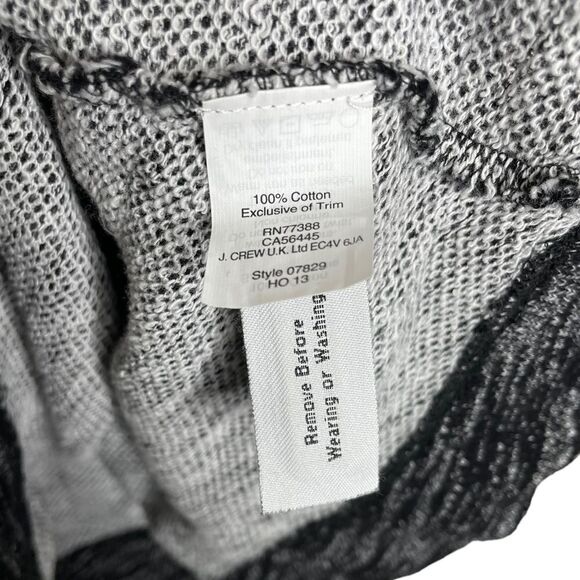 100% Cotton
Exclusive of Trim
RN77388
CA56445
J. CREW U.K. Ltd EC4V 6JA
Style 07829
HO 13
Remove Before
Wearing or Washing